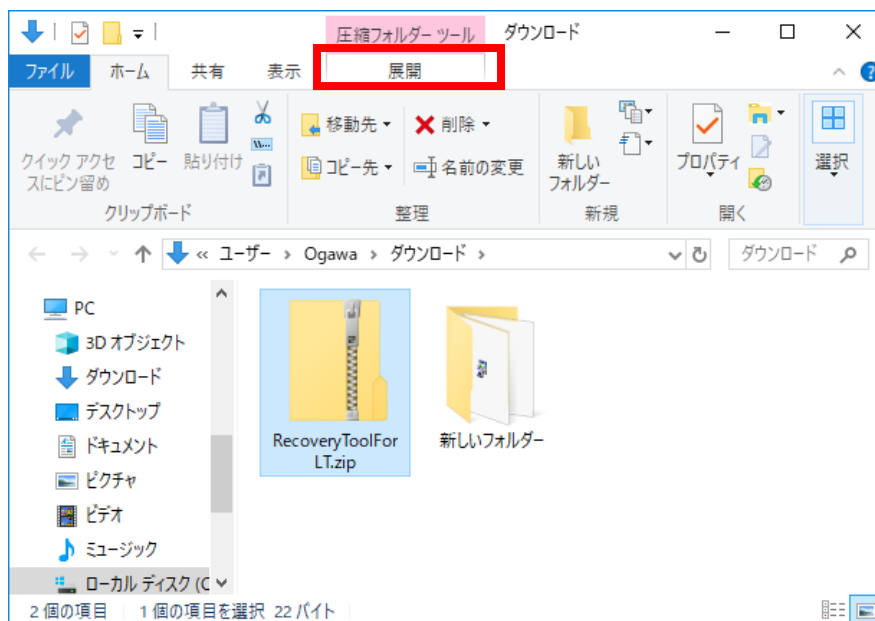 圧縮フォルダー ツール ダウンロード
ファイル ホーム 共有 表示 展開
クイック アクセスにピン留め
コピー
貼り付け
移動先
コピー先
削除
名前の変更
新しい
フォルダー
プロパティ
選択
クリップボード 整理 新規 開く
« ユーザー › Ogawa › ダウンロード ›
ダウンロード
PC
3D オブジェクト
ダウンロード
デスクトップ
ドキュメント
ピクチャ
ビデオ
ミュージック
ローカル ディスク (C
RecoveryToolFor
LT.zip
新しいフォルダー
2 個の項目 1 個の項目を選択 22 バイト